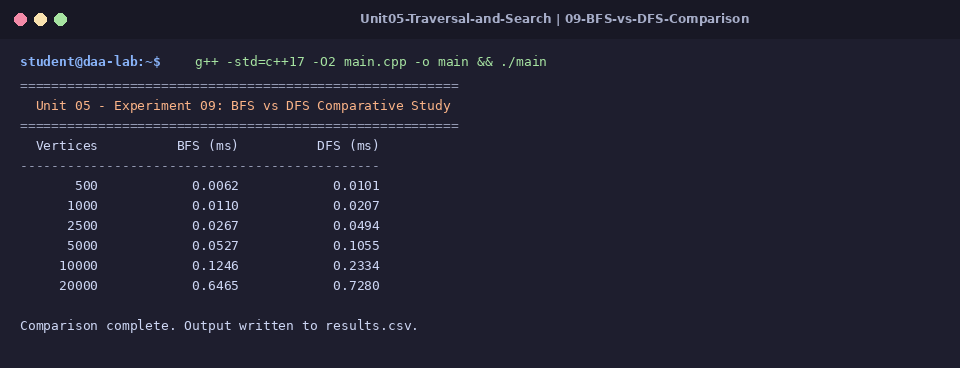 Unit05-Traversal-and-Search | 09-BFS-vs-DFS-Comparison
student@daa-lab:~$ g++ -std=c++17 -O2 main.cpp -o main && ./main
========================================================
Unit 05 - Experiment 09: BFS vs DFS Comparative Study
========================================================
Vertices BFS (ms) DFS (ms)
----------------------------------------------
500 0.0062 0.0101
1000 0.0110 0.0207
2500 0.0267 0.0494
5000 0.0527 0.1055
10000 0.1246 0.2334
20000 0.6465 0.7280
Comparison complete. Output written to results.csv.